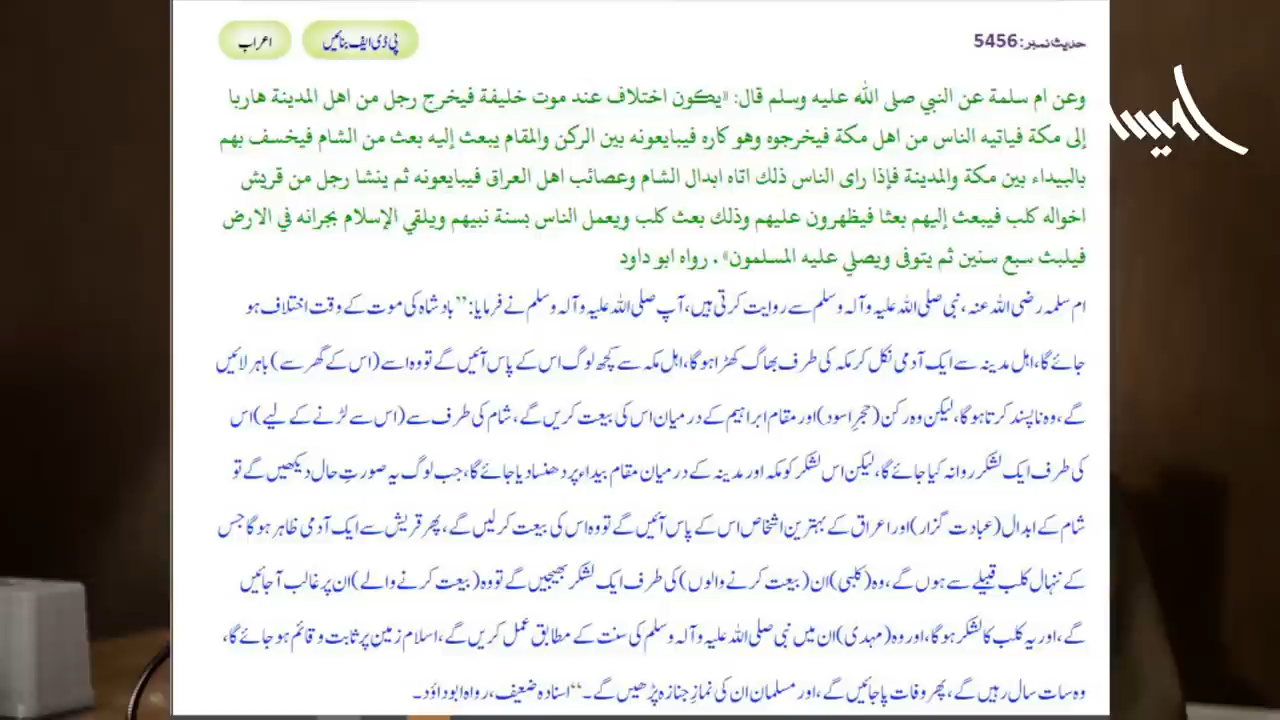 حدیث نمبر: 5456
پی ڈی ایف بنائیں
اعراب
وعن ام سلمة عن النبي صلى الله عليه وسلم قال: «يكون اختلاف عند موت خليفة فيخرج رجل من اهل المدينة هاربا
إلى مكة فياتيه الناس من اهل مكة فيخرجوه وهو كاره فيبايعونه بين الركن والمقام يبعث إليه بعث من الشام فيخسف بهم
بالبيداء بين مكة والمدينة فإذا راى الناس ذلك اتاه ابدال الشام وعصائب اهل العراق فيبايعونه ثم ينشا رجل من قريش
اخواله كلب فيبعث إليهم بعثا فيظهرون عليهم وذلك بعث كلب ويعمل الناس بسنة نبيهم ويلقي الإسلام بجرانه في الارض
فيلبث سبع سنين ثم يتوفى ويصلي عليه المسلمون» . رواه ابو داود
ام سلمہ رضی اللہ عنہ، نبی صلی ‌اللہ ‌علیہ ‌وآلہ ‌وسلم سے روایت کرتی ہیں، آپ صلی ‌اللہ ‌علیہ ‌وآلہ ‌وسلم نے فرمایا: ’’بادشاہ کی موت کے وقت اختلاف ہو
جائے گا، اہل مدینہ سے ایک آدمی نکل کر مکہ کی طرف بھاگ کھڑا ہو گا، اہل مکہ سے کچھ لوگ اس کے پاس آئیں گے تو وہ اسے (اس کے گھر سے) باہر لائیں
گے، وہ ناپسند کرتا ہو گا، لیکن وہ رکن (حجرِ اسود) اور مقام ابراہیم کے درمیان اس کی بیعت کریں گے، شام کی طرف سے (اس سے لڑنے کے لیے) اس
کی طرف ایک لشکر روانہ کیا جائے گا، لیکن اس لشکر کو مکہ اور مدینہ کے درمیان مقام بیداء پر دھنسا دیا جائے گا، جب لوگ یہ صورتِ حال دیکھیں گے تو
شام کے ابدال (عبادت گزار) اور اعراق کے بہترین اشخاص اس کے پاس آئیں گے تو وہ اس کی بیعت کر لیں گے، پھر قریش سے ایک آدمی ظاہر ہو گا جس
کے ننہال کلب قبیلے سے ہوں گے، وہ (کلبی) ان (بیعت کرنے والوں) کی طرف ایک لشکر بھیجیں گے تو وہ (بیعت کرنے والے) ان پر غالب آ جائیں
گے، اور یہ کلب کا لشکر ہو گا، اور وہ (مہدی) ان میں نبی صلی ‌اللہ ‌علیہ ‌وآلہ ‌وسلم کی سنت کے مطابق عمل کریں گے، اسلام زمین پر ثابت و قائم ہو جائے گا،
وہ سات سال رہیں گے، پھر وفات پا جائیں گے، اور مسلمان ان کی نمازِ جنازہ پڑھیں گے۔‘‘ اسنادہ ضعیف، رواہ ابوداؤد۔